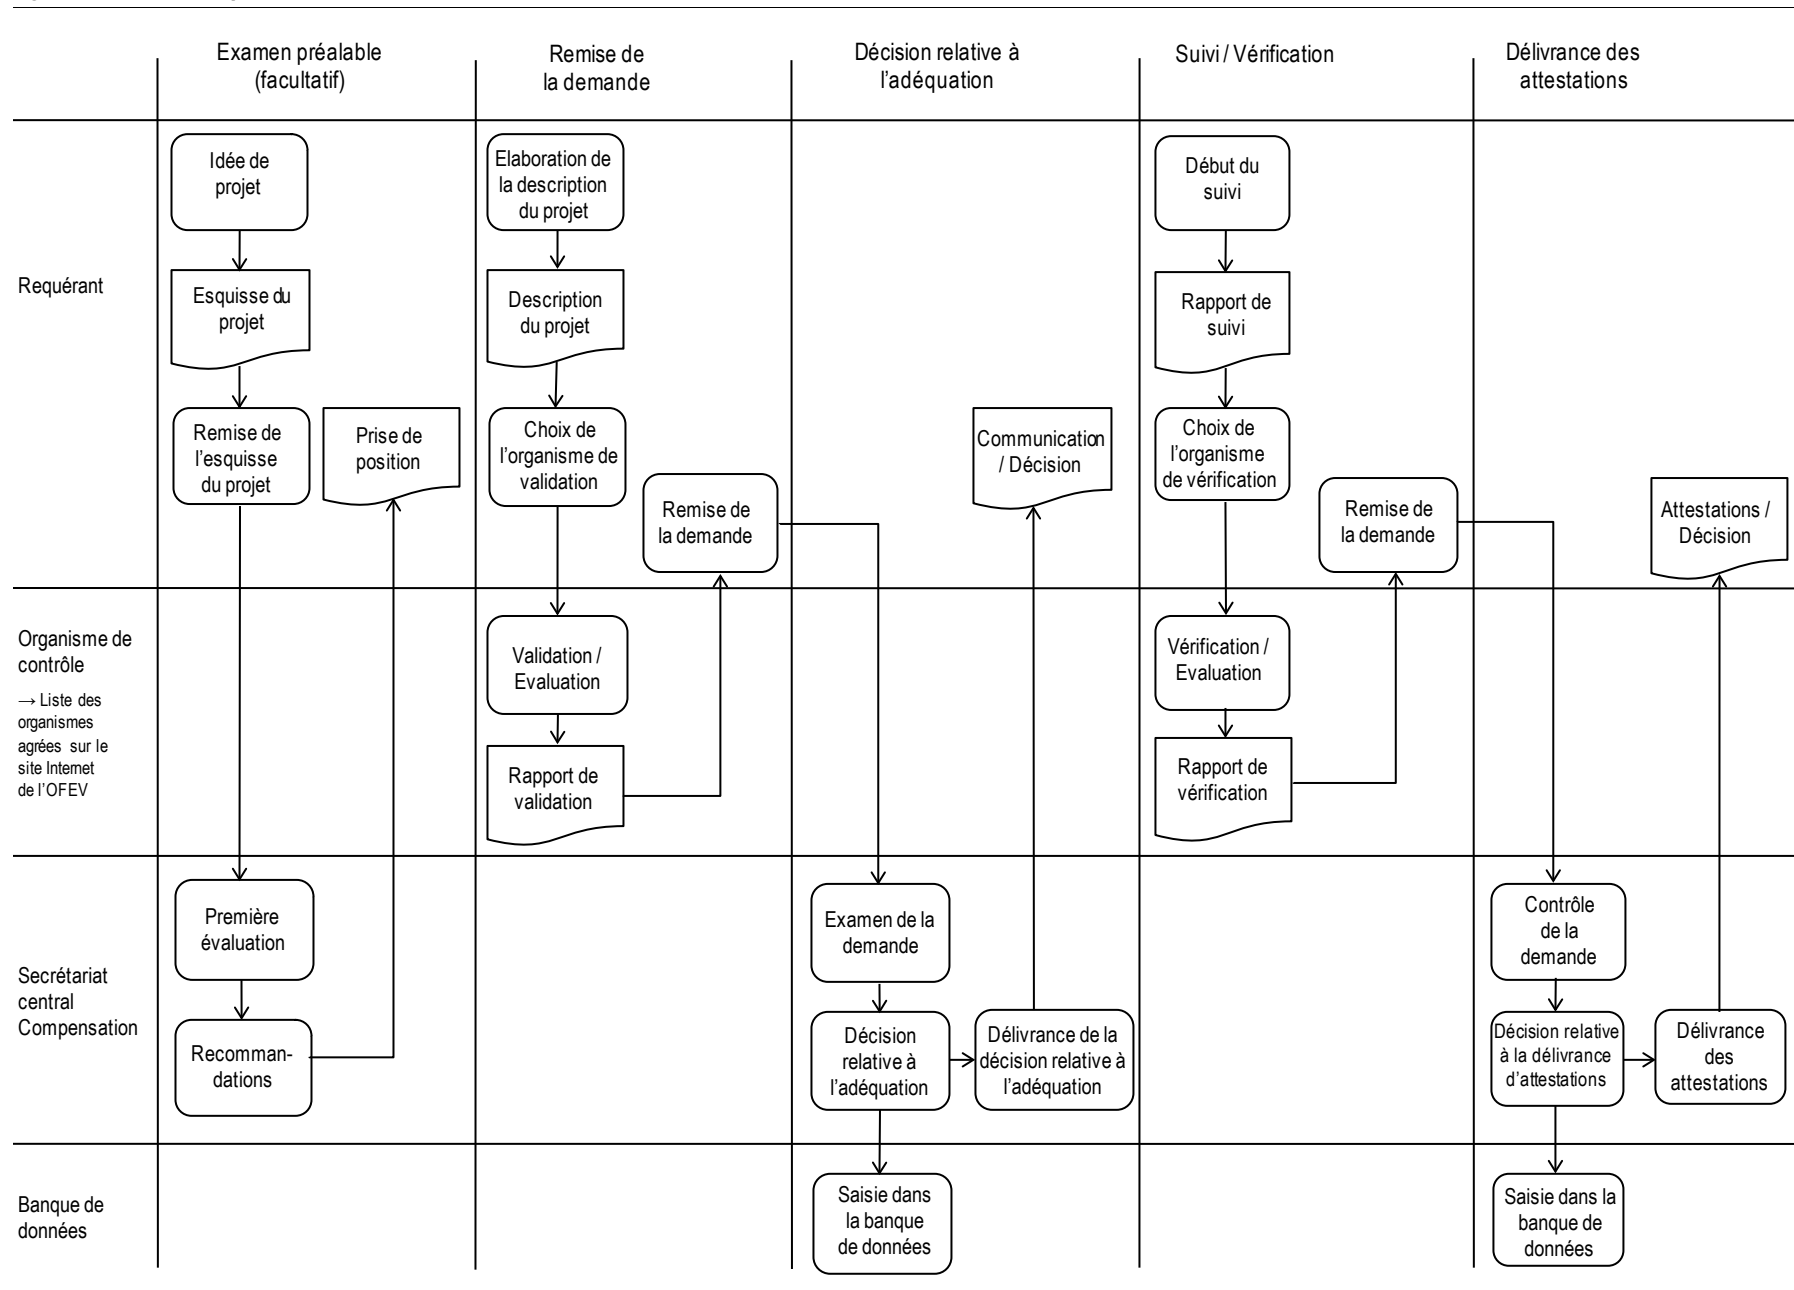 Examen préalable
(facultatif)
Remise de
la demande
Décision relative à
l'adéquation
Suivi / Vérification
Délivrance des
attestations
Requérant
Idée de
projet
Esquisse du
projet
Remise de
l'esquisse
du projet
Prise de
position
Elaboration de
la description
du projet
Description
du projet
Choix de
l'organisme de
validation
Remise de
la demande
Communication
/ Décision
Début du
suivi
Rapport de
suivi
Choix de
l'organisme
de vérification
Remise de
la demande
Attestations /
Décision
Organisme de
contrôle
→ Liste des
organismes
agrées sur le
site Internet
de l'OFEV
Validation /
Evaluation
Rapport de
validation
Vérification /
Evaluation
Rapport de
vérification
Secrétariat
central
Compensation
Première
évaluation
Recomman-
dations
Examen de la
demande
Décision
relative à
l'adéquation
Délivrance de la
décision relative à
l'adéquation
Contrôle
de la
demande
Décision relative
à la délivrance
d'attestations
Délivrance
des
attestations
Banque de
données
Saisie dans
la banque
de données
Saisie dans la
banque de
données